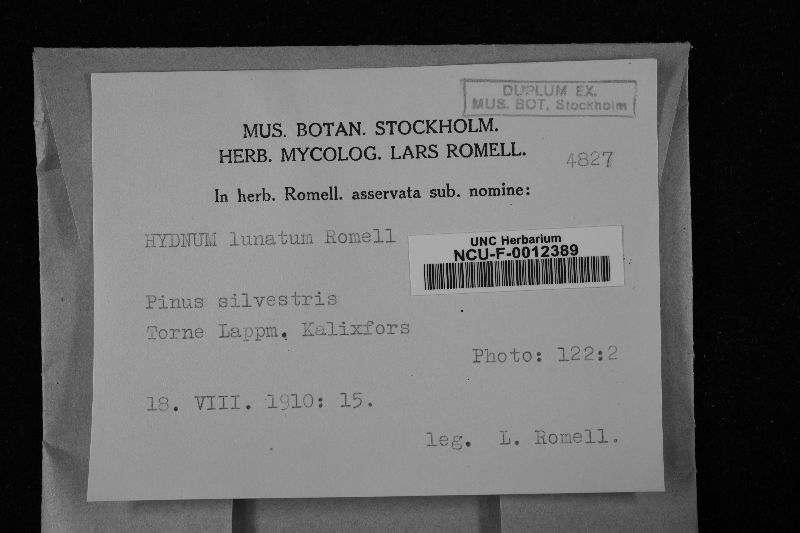 DUPLUM EX.
MUS. BOT. Stockholm
MUS. BOTAN. STOCKHOLM.
HERB. MYCOLOG. LARS ROMELL.
4827
In herb. Romell. asservata sub. nomine:
HYDNUM lunatum Romell
UNC Herbarium
NCU-F-0012389
Pinus silvestris
Torne Lappm. Kalixfors
Photo: 122:2
18. VIII. 1910: 15.
leg. L. Romell.